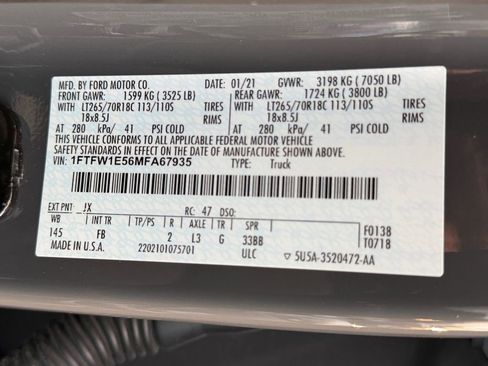 MFD. BY FORD MOTOR CO.
DATE: 01/21 GVWR: 3198 KG ( 7050 LB)
FRONT GAWR: 1599 KG ( 3525 LB) REAR GAWR: 1724 KG ( 3800 LB)
WITH LT265/70R18C 113/110S TIRES WITH LT265/70R18C 113/110S TIRES
18x8.5J RIMS 18x8.5J RIMS
AT 280 kPa/ 41 PSI COLD AT 280 kPa/ 41 PSI COLD
THIS VEHICLE CONFORMS TO ALL APPLICABLE FEDERAL MOTOR VEHICLE
SAFETY STANDARDS IN EFFECT ON THE DATE OF MANUFACTURE SHOWN ABOVE.
1FTFW1E56MFA67935 TYPE: Truck
EXT PNT JX RC: 47 DSO:
WB INT TR TP/PS R AXLE TR SPR F0138
145 FB 2 L3 G 33BB T0718
MADE IN U.S.A. 2202101075701 ULC 5U5A-3520472-AA